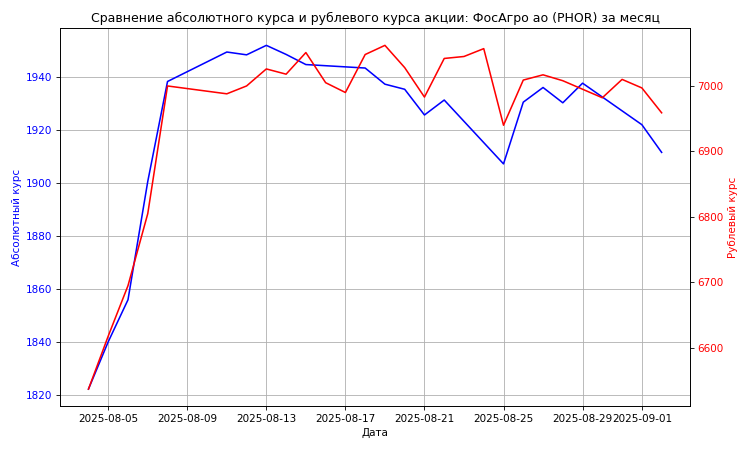 Сравнение абсолютного курса и рублевого курса акции: ФосАгро ао (PHOR) за месяц
1940
1920
1900
1880
1860
1840
1820
Абсолютный курс
7000
6900
6800
6700
6600
Рублевый курс
2025-08-05 2025-08-09 2025-08-13 2025-08-17 2025-08-21 2025-08-25 2025-08-29 2025-09-01
Дата